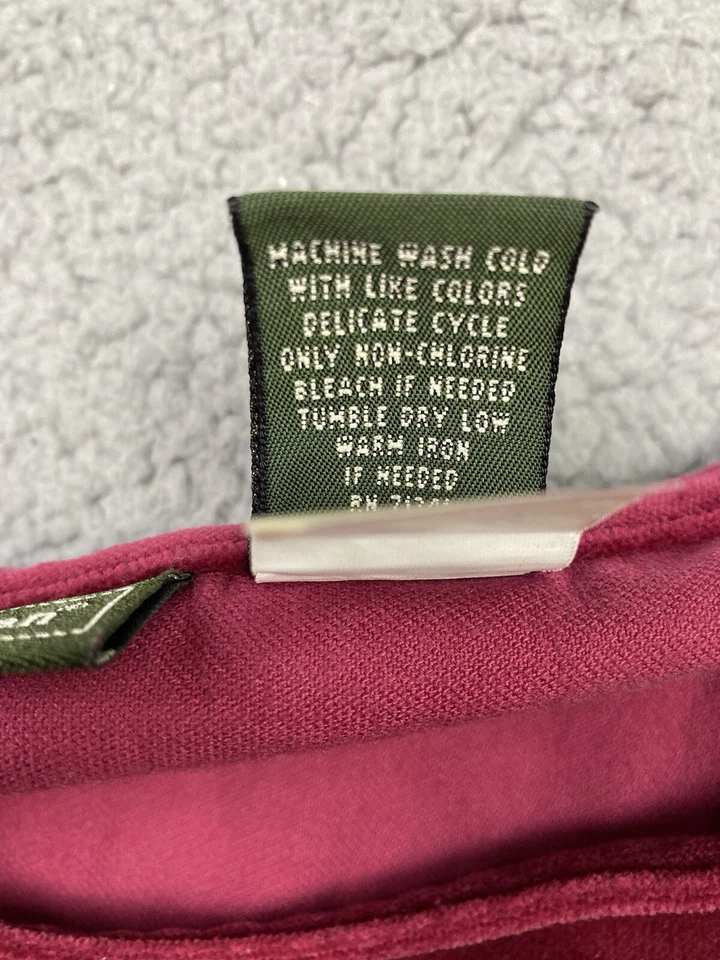 MACHINE WASH COLD
WITH LIKE COLORS
DELICATE CYCLE
ONLY NON-CHLORINE
BLEACH IF NEEDED
TUMBLE DRY LOW
WARM IRON
IF NEEDED
RN